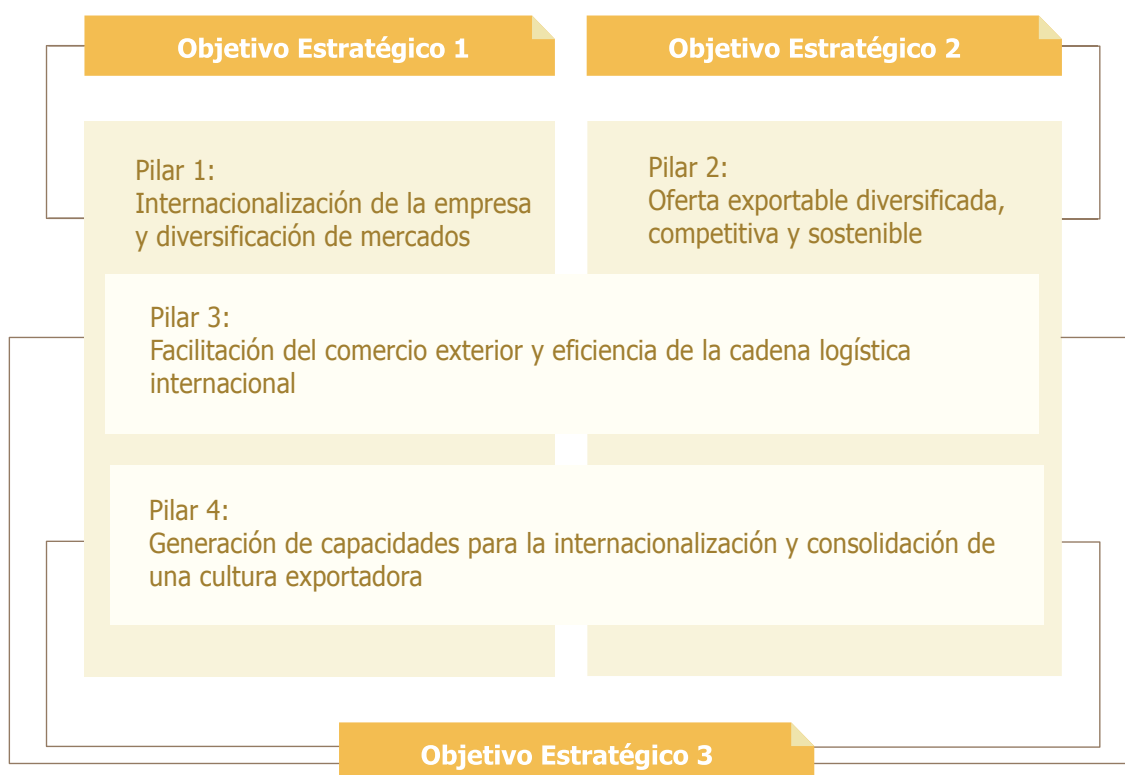 Objetivo Estratégico 1
Objetivo Estratégico 2
Pilar 1:
Internacionalización de la empresa
y diversificación de mercados
Pilar 2:
Oferta exportable diversificada,
competitiva y sostenible
Pilar 3:
Facilitación del comercio exterior y eficiencia de la cadena logística
internacional
Pilar 4:
Generación de capacidades para la internacionalización y consolidación de
una cultura exportadora
Objetivo Estratégico 3